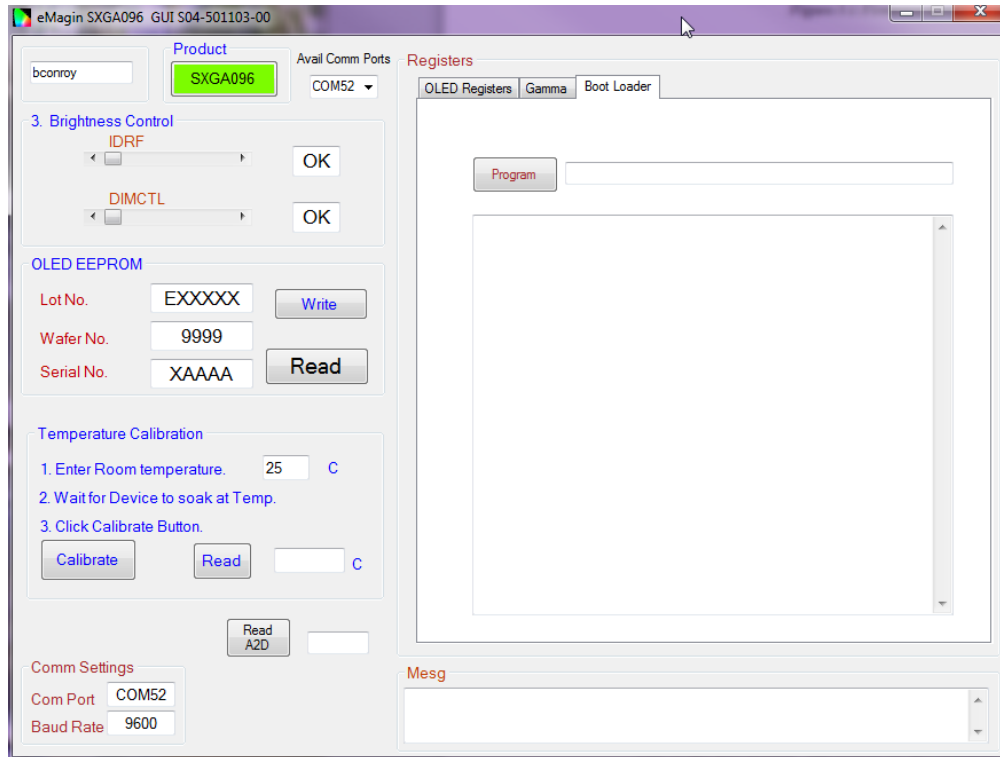 eMagin SXGA096 GUI S04-501103-00
bconroy
Product
SXGA096
Avail Comm Ports
COM52
3. Brightness Control
IDRF
OK
DIMCTL
OK
OLED EEPROM
Lot No. EXXXXX Write
Wafer No. 9999
Serial No. XAAAA Read
Temperature Calibration
1. Enter Room temperature. 25 C
2. Wait for Device to soak at Temp.
3. Click Calibrate Button.
Calibrate Read C
Read
A2D
Comm Settings
Com Port COM52
Baud Rate 9600
Registers
OLED Registers Gamma Boot Loader
Program
Mesg